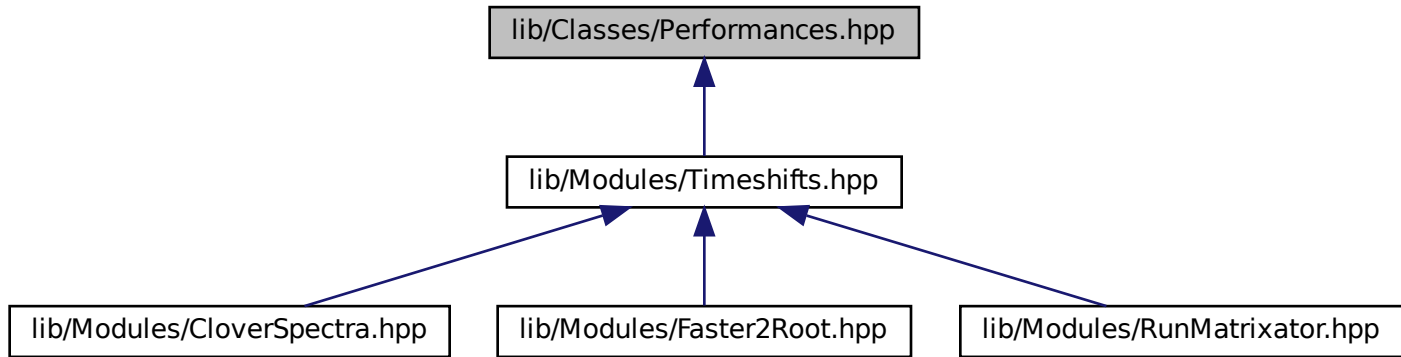 lib/Classes/Performances.hpp
lib/Modules/Timeshifts.hpp
lib/Modules/CloverSpectra.hpp
lib/Modules/Faster2Root.hpp
lib/Modules/RunMatrixator.hpp